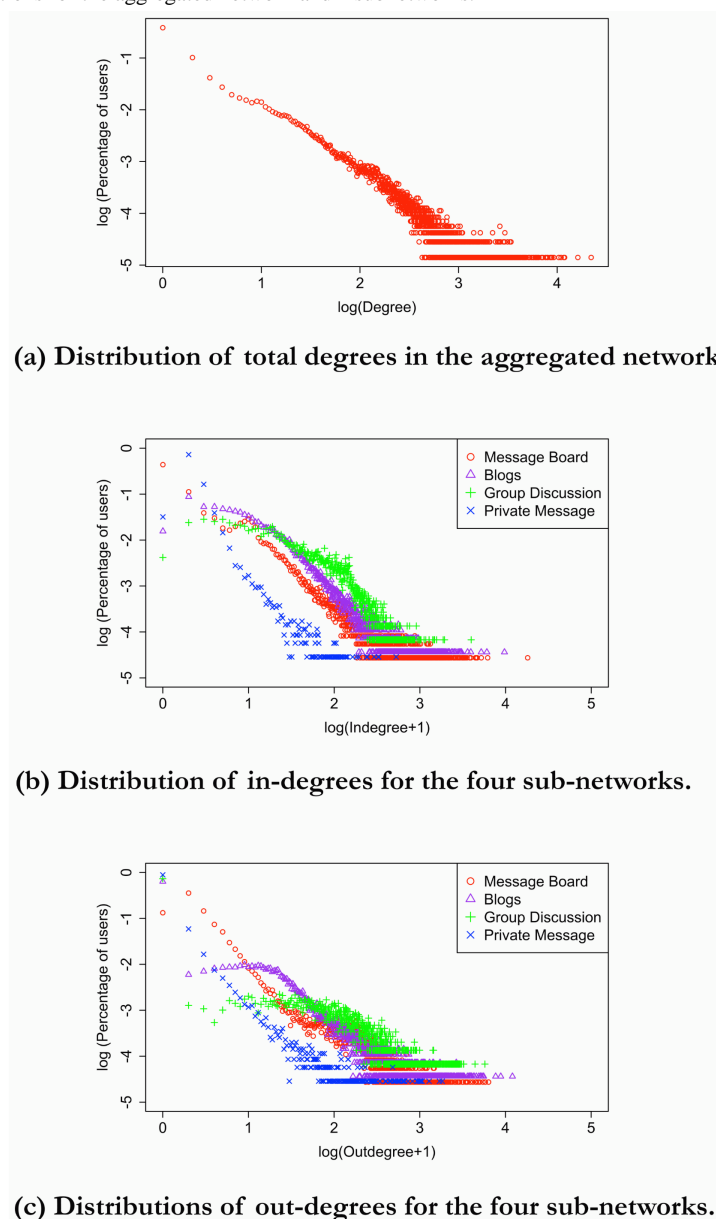 -1
-2
-3
-4
-5
log (Percentage of users)
0 1 2 3 4
log(Degree)
(a) Distribution of total degrees in the aggregated network
0
-1
-2
-3
-4
-5
log (Percentage of users)
Message Board
Blogs
Group Discussion
Private Message
0 1 2 3 4 5
log(Indegree+1)
(b) Distribution of in-degrees for the four sub-networks.
0
-1
-2
-3
-4
-5
log (Percentage of users)
Message Board
Blogs
Group Discussion
Private Message
0 1 2 3 4 5
log(Outdegree+1)
(c) Distributions of out-degrees for the four sub-networks.